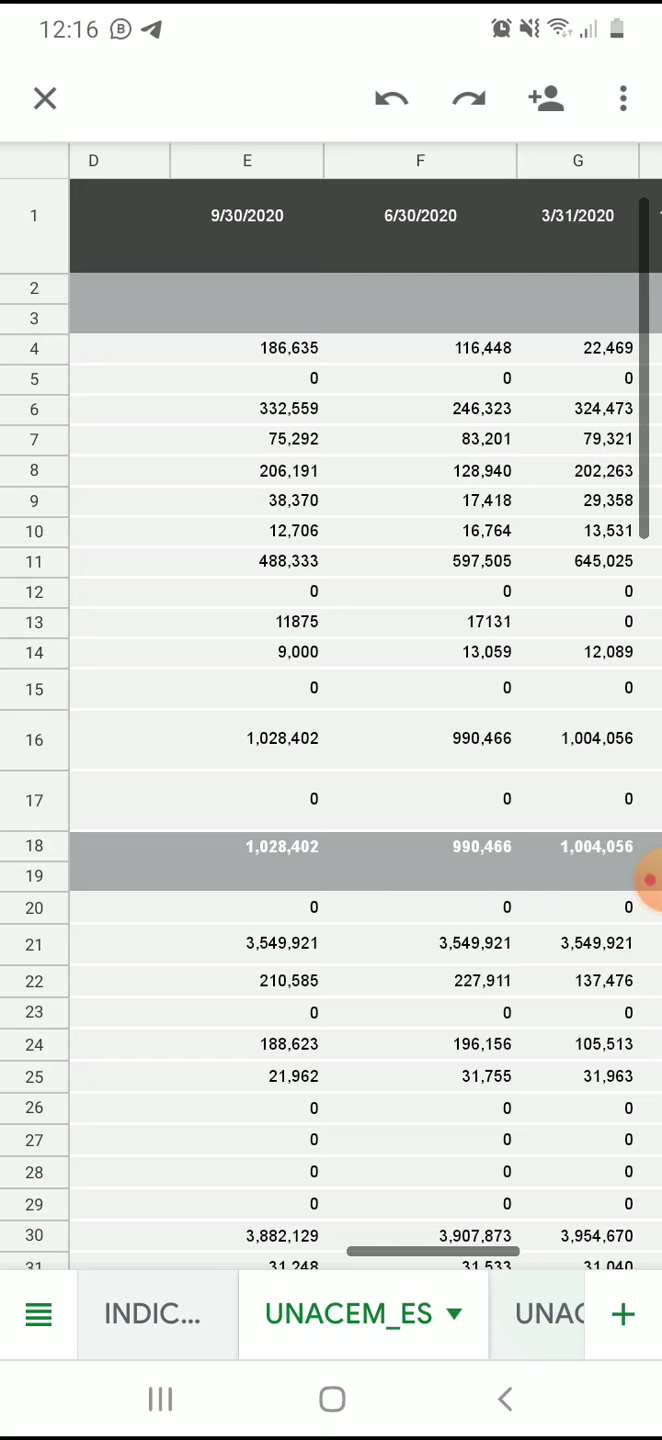 12:16
D E F G
1 9/30/2020 6/30/2020 3/31/2020
2
3
4 186,635 116,448 22,469
5 0 0 0
6 332,559 246,323 324,473
7 75,292 83,201 79,321
8 206,191 128,940 202,263
9 38,370 17,418 29,358
10 12,706 16,764 13,531
11 488,333 597,505 645,025
12 0 0 0
13 11875 17131 0
14 9,000 13,059 12,089
15 0 0 0
16 1,028,402 990,466 1,004,056
17 0 0 0
18 1,028,402 990,466 1,004,056
19
20 0 0 0
21 3,549,921 3,549,921 3,549,921
22 210,585 227,911 137,476
23 0 0 0
24 188,623 196,156 105,513
25 21,962 31,755 31,963
26 0 0 0
27 0 0 0
28 0 0 0
29 0 0 0
30 3,882,129 3,907,873 3,954,670
31 31,248 31,533 31,040
INDIC... UNACEM_ES UNAC